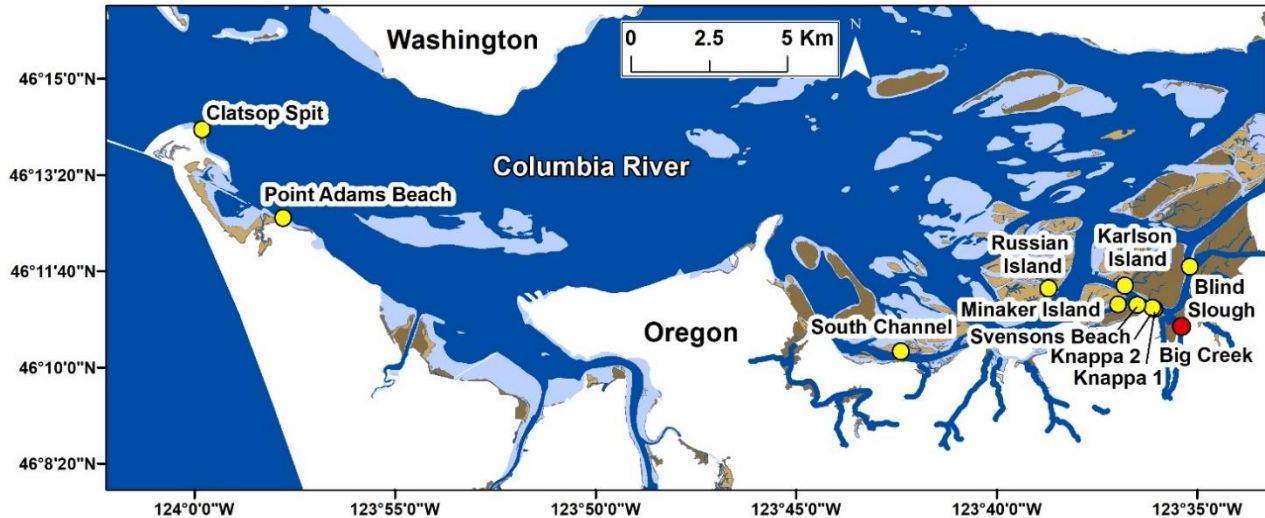 Washington
0 2.5 5 Km
N
46°15'0"N
Clatsop Spit
46°13'20"N
Columbia River
Point Adams Beach
46°11'40"N
Russian
Island
Karlson
Island
Blind
Slough
Minaker Island
Oregon
South Channel
Svensons Beach
Knappa 2
Knappa 1
Big Creek
46°10'0"N
46°8'20"N
124°0'0"W
123°55'0"W
123°50'0"W
123°45'0"W
123°40'0"W
123°35'0"W